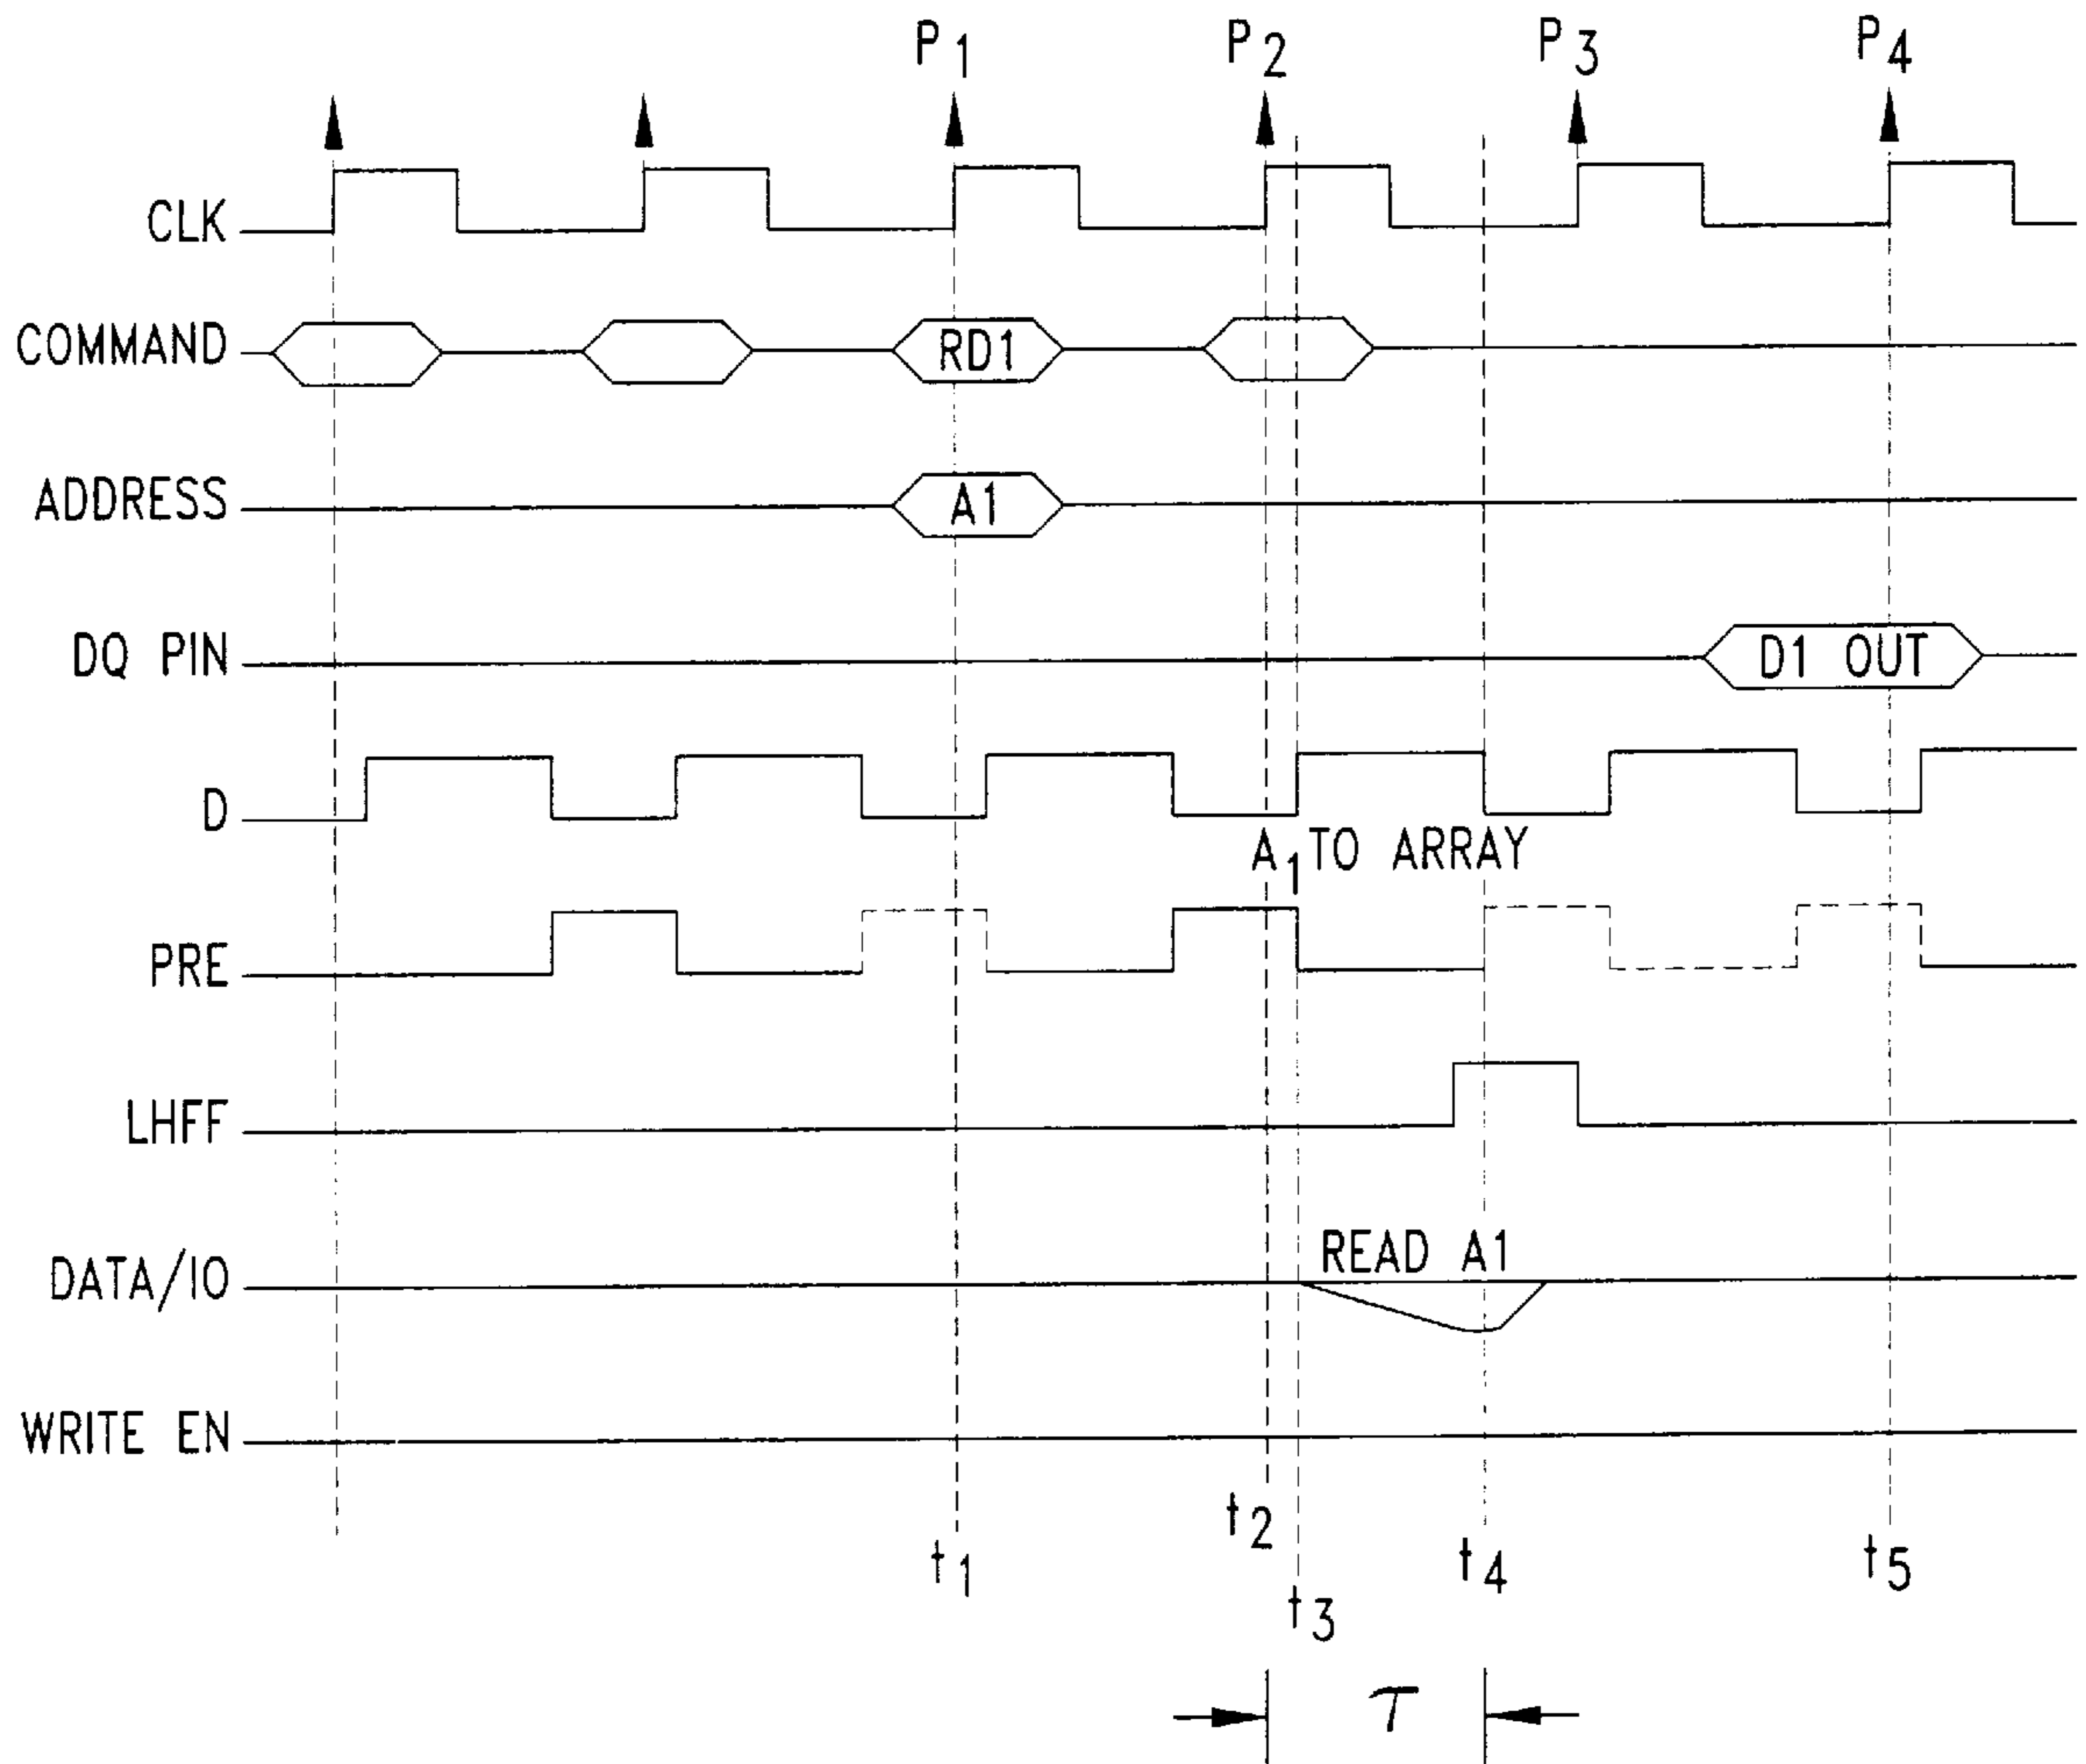 P1 P2 P3 P4
CLK
COMMAND RD1
ADDRESS A1
DQ PIN D1 OUT
D
A1 TO ARRAY
PRE
LHFF
READ A1
DATA/IO
WRITE EN
t1 t2 t3 t4 t5
τ